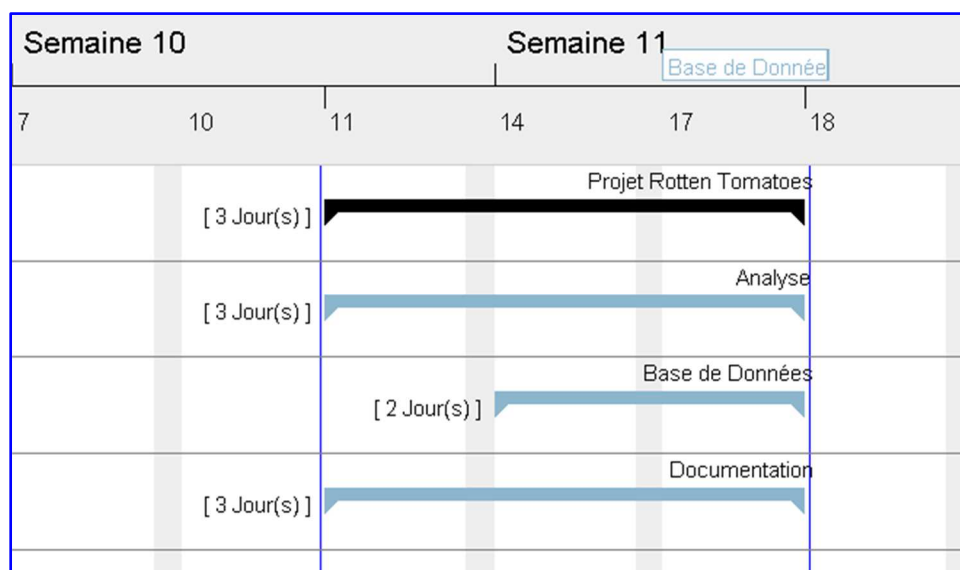 Semaine 10
Semaine 11
Base de Donnée
7
10
11
14
17
18
Projet Rotten Tomatoes
[ 3 Jour(s) ]
Analyse
[ 3 Jour(s) ]
Base de Données
[ 2 Jour(s) ]
Documentation
[ 3 Jour(s) ]